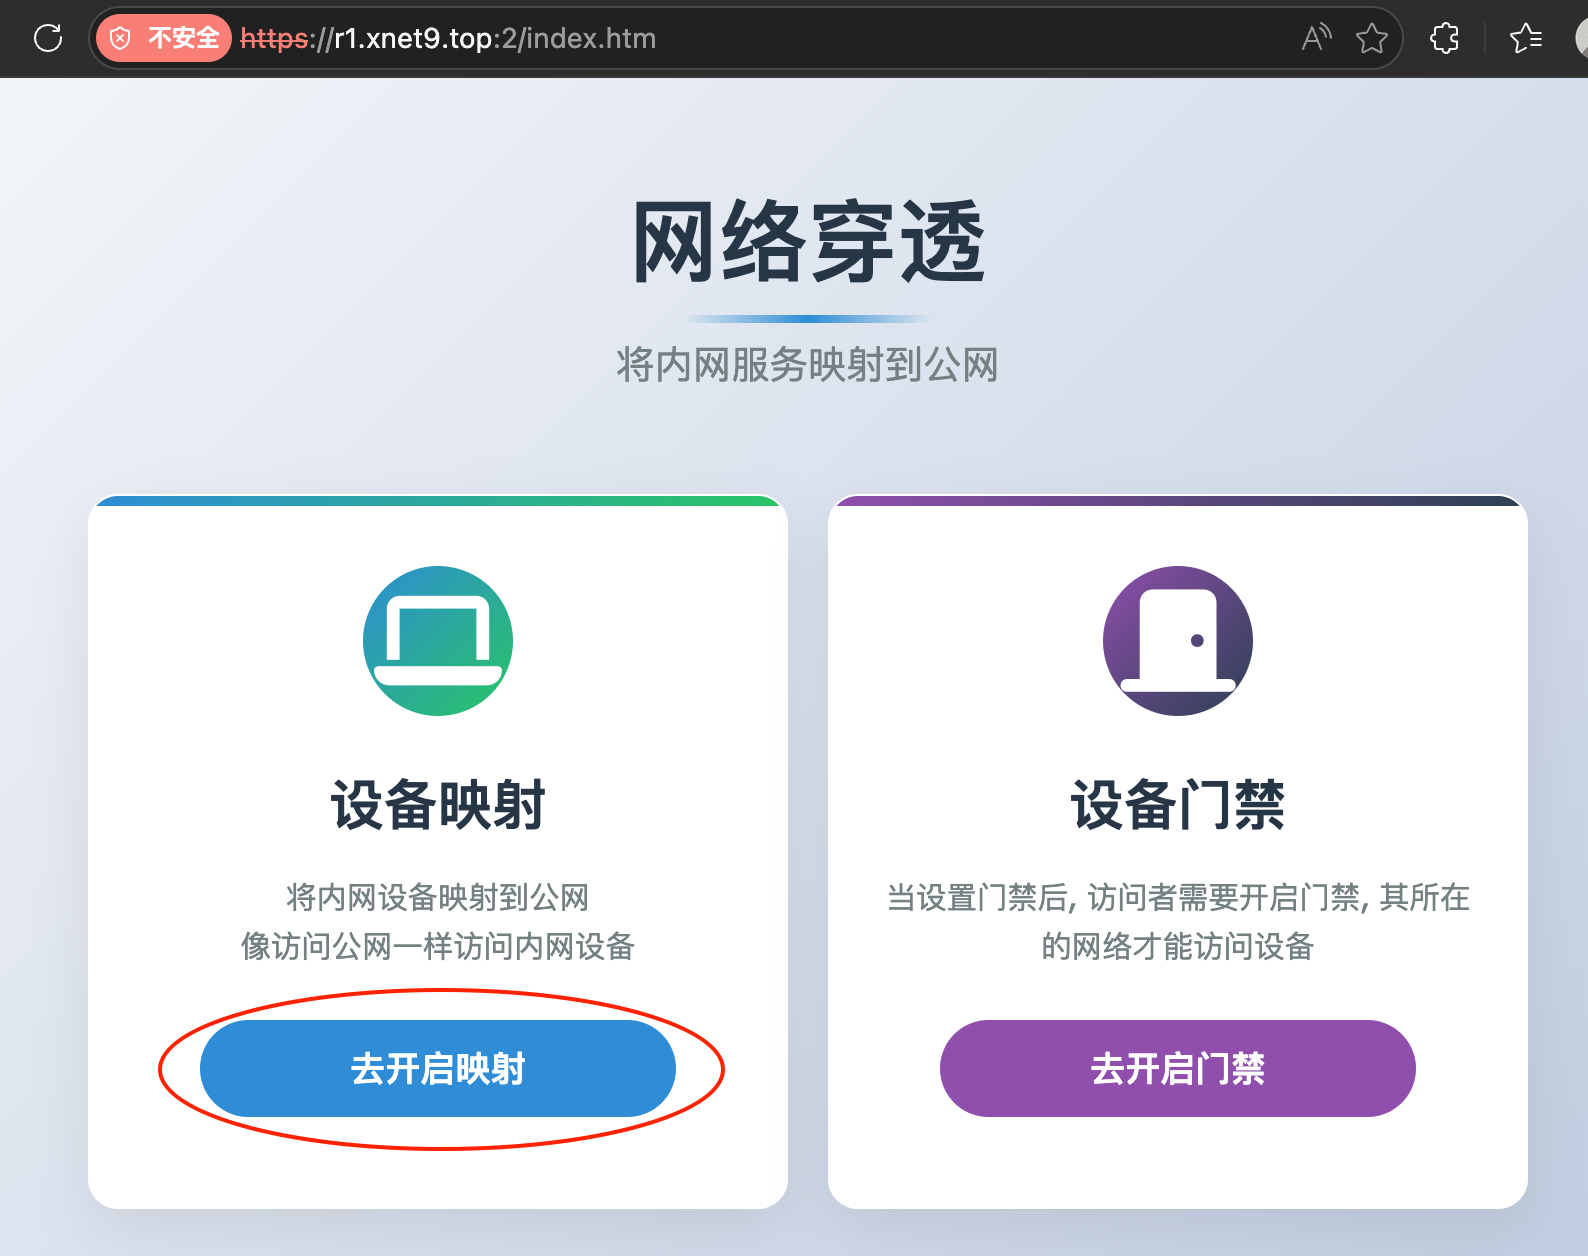 不安全 https://r1.xnet9.top:2/index.htm
网络穿透
将内网服务映射到公网
设备映射
将内网设备映射到公网
像访问公网一样访问内网设备
去开启映射
设备门禁
当设置门禁后, 访问者需要开启门禁, 其所在
的网络才能访问设备
去开启门禁